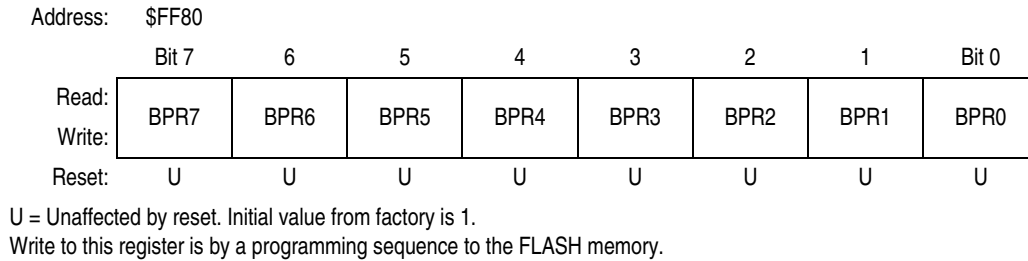 Address: $FF80
Bit 7 6 5 4 3 2 1 Bit 0
Read:
BPR7 BPR6 BPR5 BPR4 BPR3 BPR2 BPR1 BPR0
Write:
Reset: U U U U U U U U
U = Unaffected by reset. Initial value from factory is 1.
Write to this register is by a programming sequence to the FLASH memory.